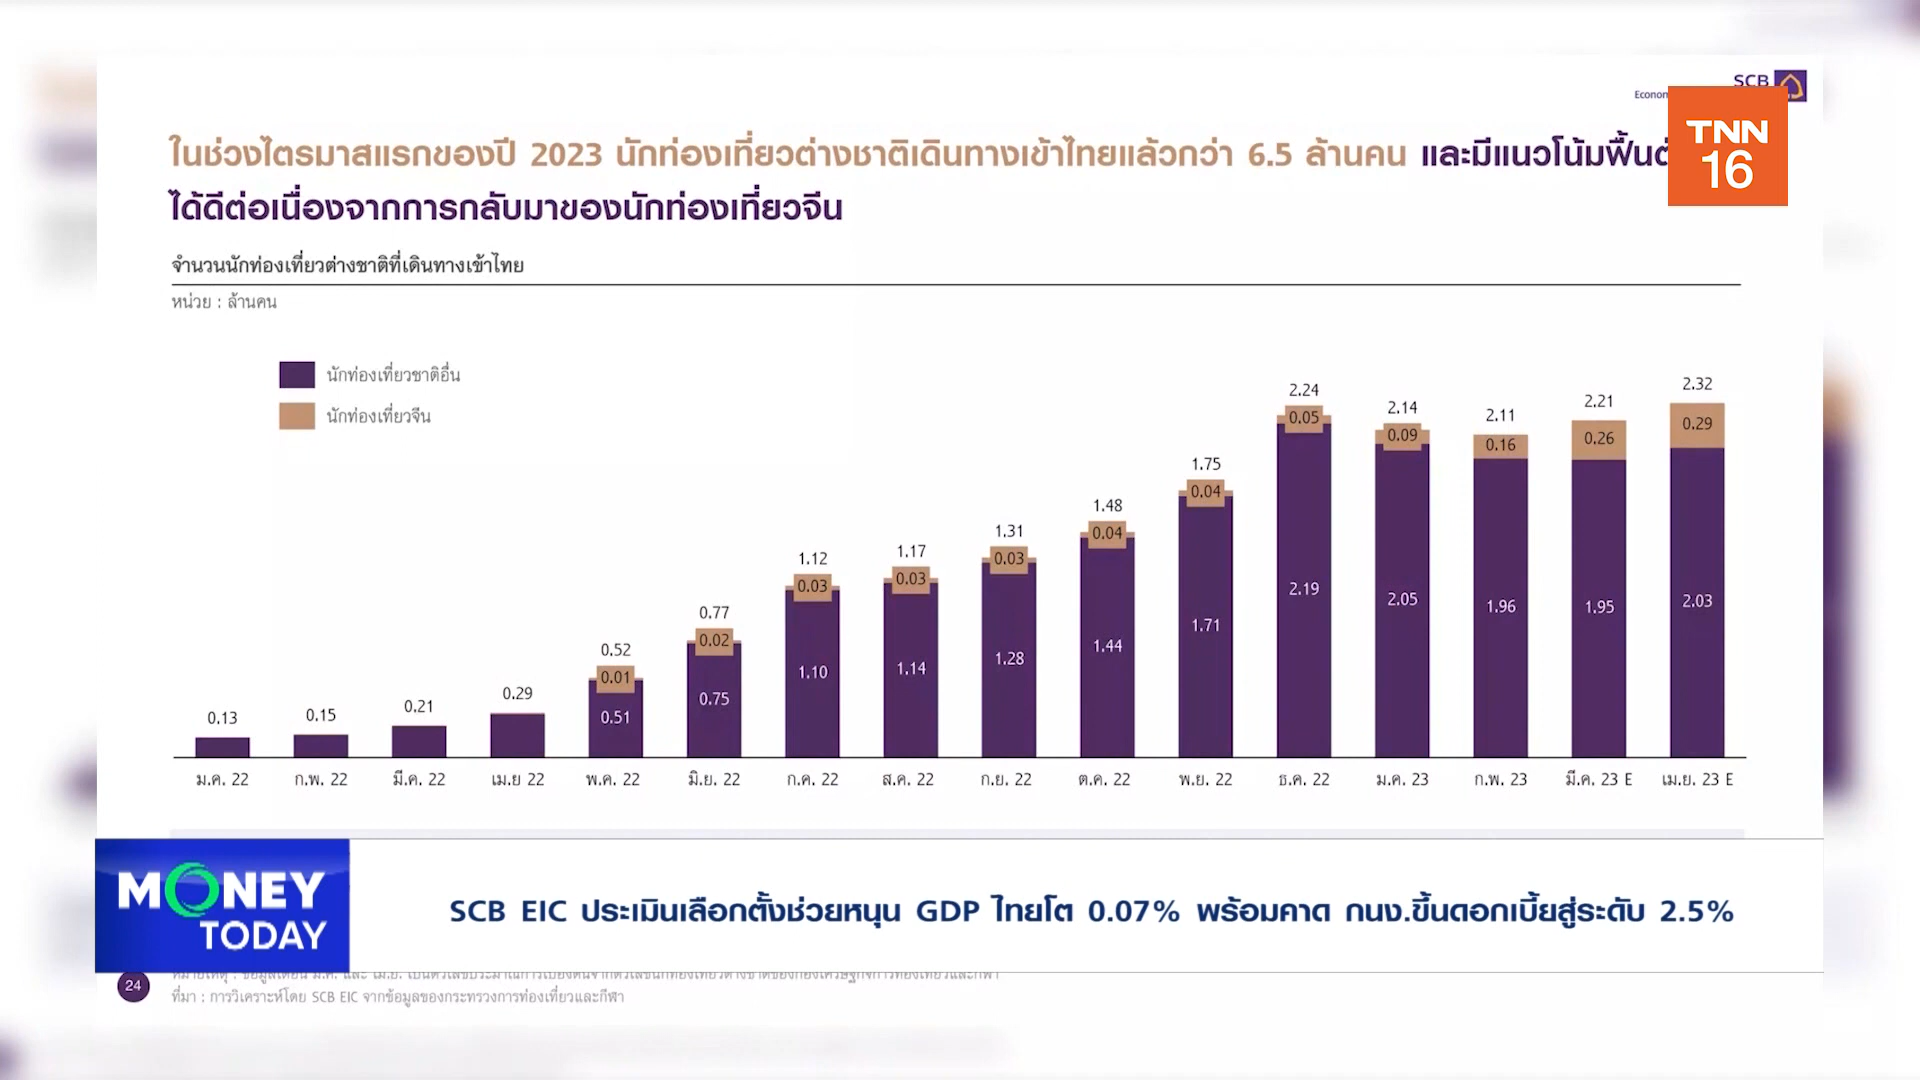 SCB
Econom
TNN
16
ในช่วงไตรมาสแรกของปี 2023 นักท่องเที่ยวต่างชาติเดินทางเข้าไทยแล้วกว่า 6.5 ล้านคน และมีแนวโน้มฟื้นตั
ได้ดีต่อเนื่องจากการกลับมาของนักท่องเที่ยวจีน
จำนวนนักท่องเที่ยวต่างชาติที่เดินทางเข้าไทย
หน่วย : ล้านคน
นักท่องเที่ยวชาติอื่น
นักท่องเที่ยวจีน
0.13 0.15 0.21 0.29 0.52 0.77 1.12 1.17 1.31 1.48 1.75 2.24 2.14 2.11 2.21 2.32
0.01 0.02 0.03 0.03 0.03 0.04 0.04 0.05 0.09 0.16 0.26 0.29
0.51 0.75 1.10 1.14 1.28 1.44 1.71 2.19 2.05 1.96 1.95 2.03
ม.ค. 22 ก.พ. 22 มี.ค. 22 เม.ย 22 พ.ค. 22 มิ.ย. 22 ก.ค. 22 ส.ค. 22 ก.ย. 22 ต.ค. 22 พ.ย. 22 ธ.ค. 22 ม.ค. 23 ก.พ. 23 มี.ค. 23 E เม.ย. 23 E
MONEY
TODAY
SCB EIC ประเมินเลือกตั้งช่วยหนุน GDP ไทยโต 0.07% พร้อมคาด กนง.ขึ้นดอกเบี้ยสู่ระดับ 2.5%
24
ที่มา : การวิเคราะห์โดย SCB EIC จากข้อมูลของกระทรวงการท่องเที่ยวและกีฬา